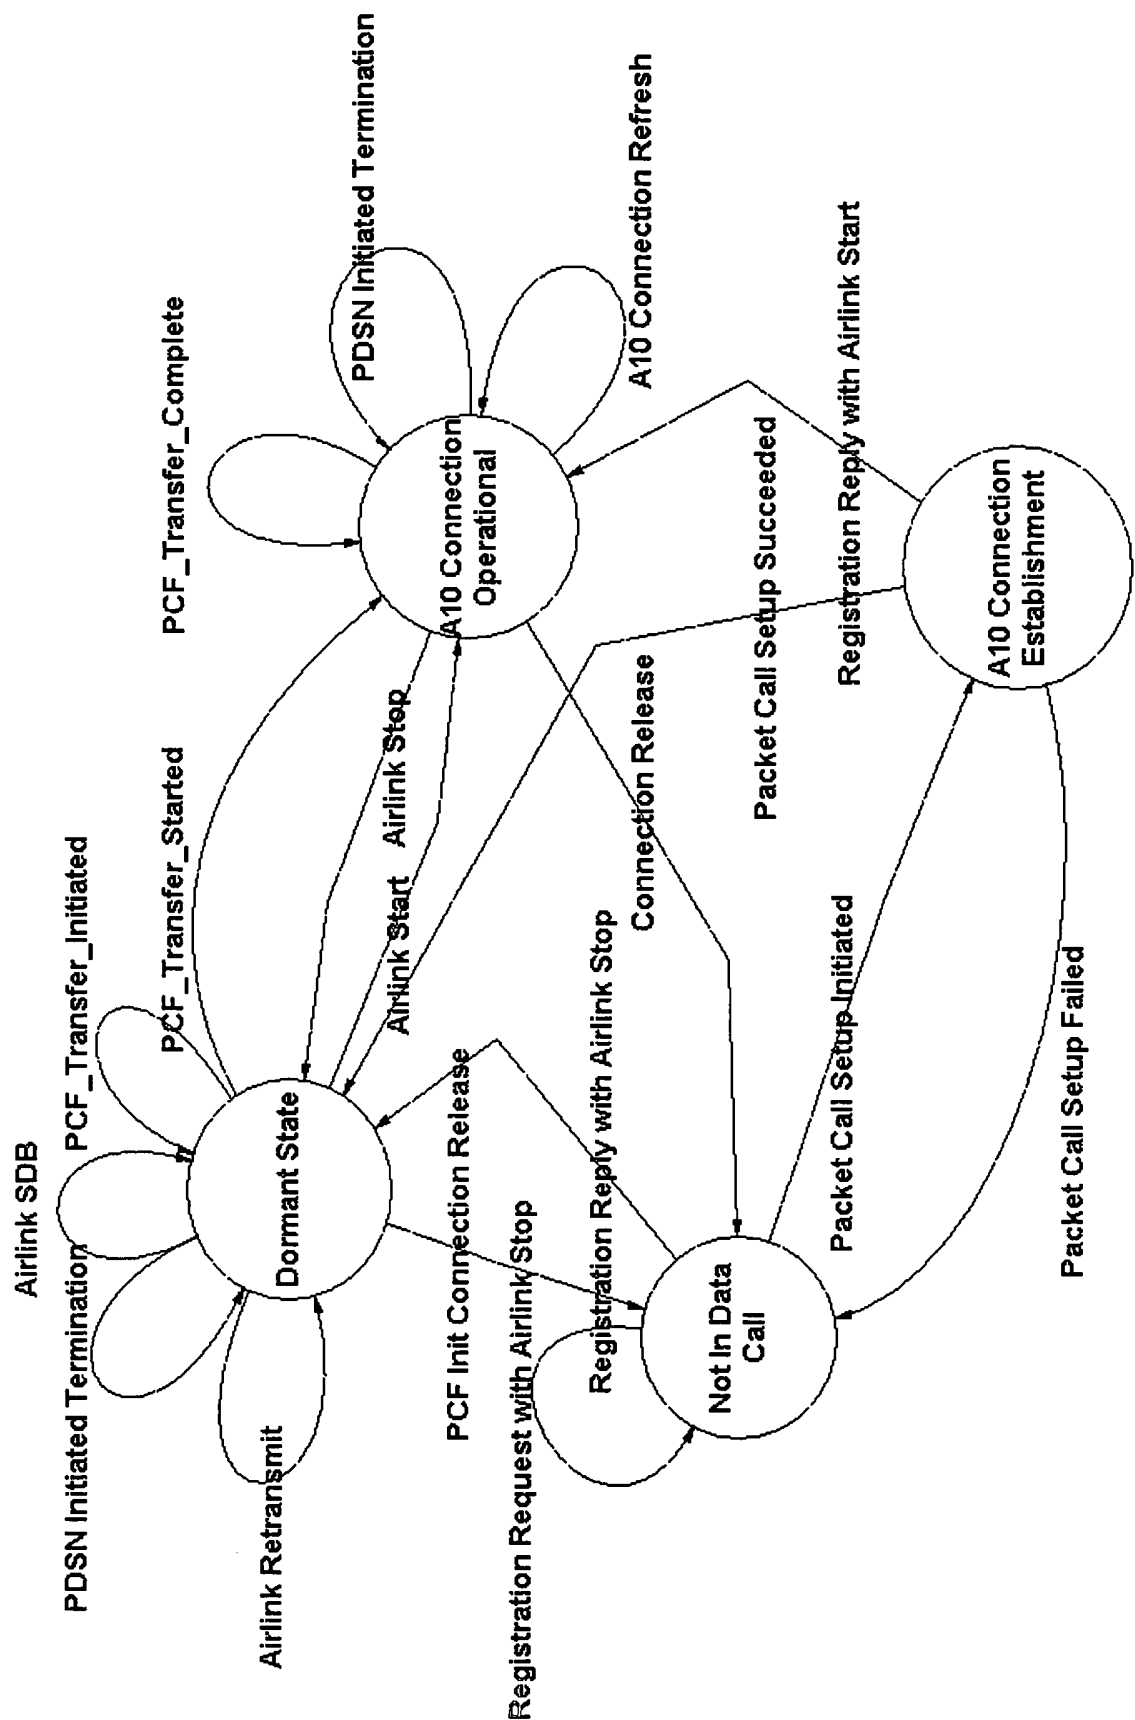 Airlink SDB
PDSN Initiated Termination
PCF_Transfer_Initiated
PCF_Transfer_Started
PCF_Transfer_Complete
Airlink Retransmit
Dormant State
PDSN Initiated Termination
Airlink Start
Airlink Stop
A10 Connection
Operational
PCF Init Connection Release
Registration Request with Airlink Stop
Registration Reply with Airlink Stop
Connection Release
A10 Connection Refresh
Not In Data
Call
Packet Call Setup Succeeded
Packet Call Setup Initiated
Registration Reply with Airlink Start
A10 Connection
Establishment
Packet Call Setup Failed